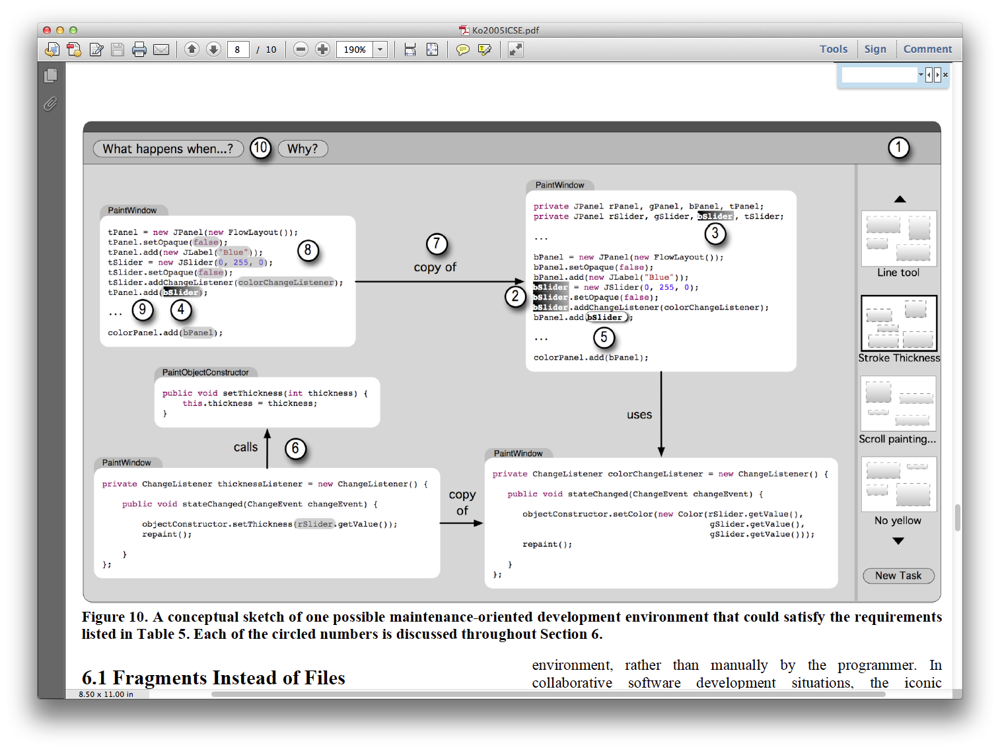 Ko2005ICSE.pdf
8 / 10 190% Tools Sign Comment
What happens when...? 10 Why? 1
PaintWindow
tPanel = new JPanel(new FlowLayout());
tPanel.setOpaque(false);
tPanel.add(new JLabel("Blue"));
tSlider = new JSlider(0, 255, 0);
tSlider.setOpaque(false);
tSlider.addChangeListener(colorChangeListener);
tPanel.add(bSlider);
...
colorPanel.add(bPanel);
8
9
4
7
copy of
2
PaintWindow
private JPanel rPanel, gPanel, bPanel, tPanel;
private JPanel rSlider, gSlider, bSlider, tSlider;
3
...
bPanel = new JPanel(new FlowLayout());
bPanel.setOpaque(false);
bPanel.add(new JLabel("Blue"));
bSlider = new JSlider(0, 255, 0);
bSlider.setOpaque(false);
bSlider.addChangeListener(colorChangeListener);
bPanel.add(bSlider);
5
...
colorPanel.add(bPanel);
PaintObjectConstructor
public void setThickness(int thickness) {
this.thickness = thickness;
}
calls
6
uses
PaintWindow
private ChangeListener thicknessListener = new ChangeListener() {
public void stateChanged(ChangeEvent changeEvent) {
objectConstructor.setThickness(rSlider.getValue());
repaint();
}
};
copy
of
PaintWindow
private ChangeListener colorChangeListener = new ChangeListener() {
public void stateChanged(ChangeEvent changeEvent) {
objectConstructor.setColor(new Color(rSlider.getValue(),
gSlider.getValue(),
gSlider.getValue()));
repaint();
}
};
Line tool
Stroke Thickness
Scroll painting...
No yellow
New Task
Figure 10. A conceptual sketch of one possible maintenance-oriented development environment that could satisfy the requirements
listed in Table 5. Each of the circled numbers is discussed throughout Section 6.
6.1 Fragments Instead of Files
environment, rather than manually by the programmer. In
collaborative software development situations, the iconic
8.50 x 11.00 in